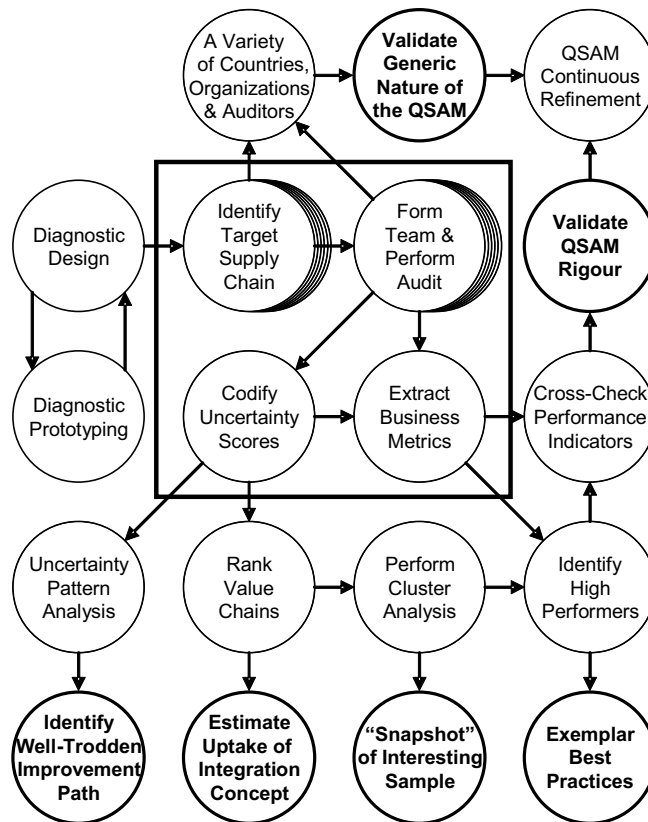 A Variety
of Countries,
Organizations
& Auditors
Validate
Generic
Nature of
the QSAM
QSAM
Continuous
Refinement
Diagnostic
Design
Identify
Target
Supply
Chain
Form
Team &
Perform
Audit
Validate
QSAM
Rigour
Diagnostic
Prototyping
Codify
Uncertainty
Scores
Extract
Business
Metrics
Cross-Check
Performance
Indicators
Uncertainty
Pattern
Analysis
Rank
Value
Chains
Perform
Cluster
Analysis
Identify
High
Performers
Identify
Well-Trodden
Improvement
Path
Estimate
Uptake of
Integration
Concept
“Snapshot”
of Interesting
Sample
Exemplar
Best
Practices